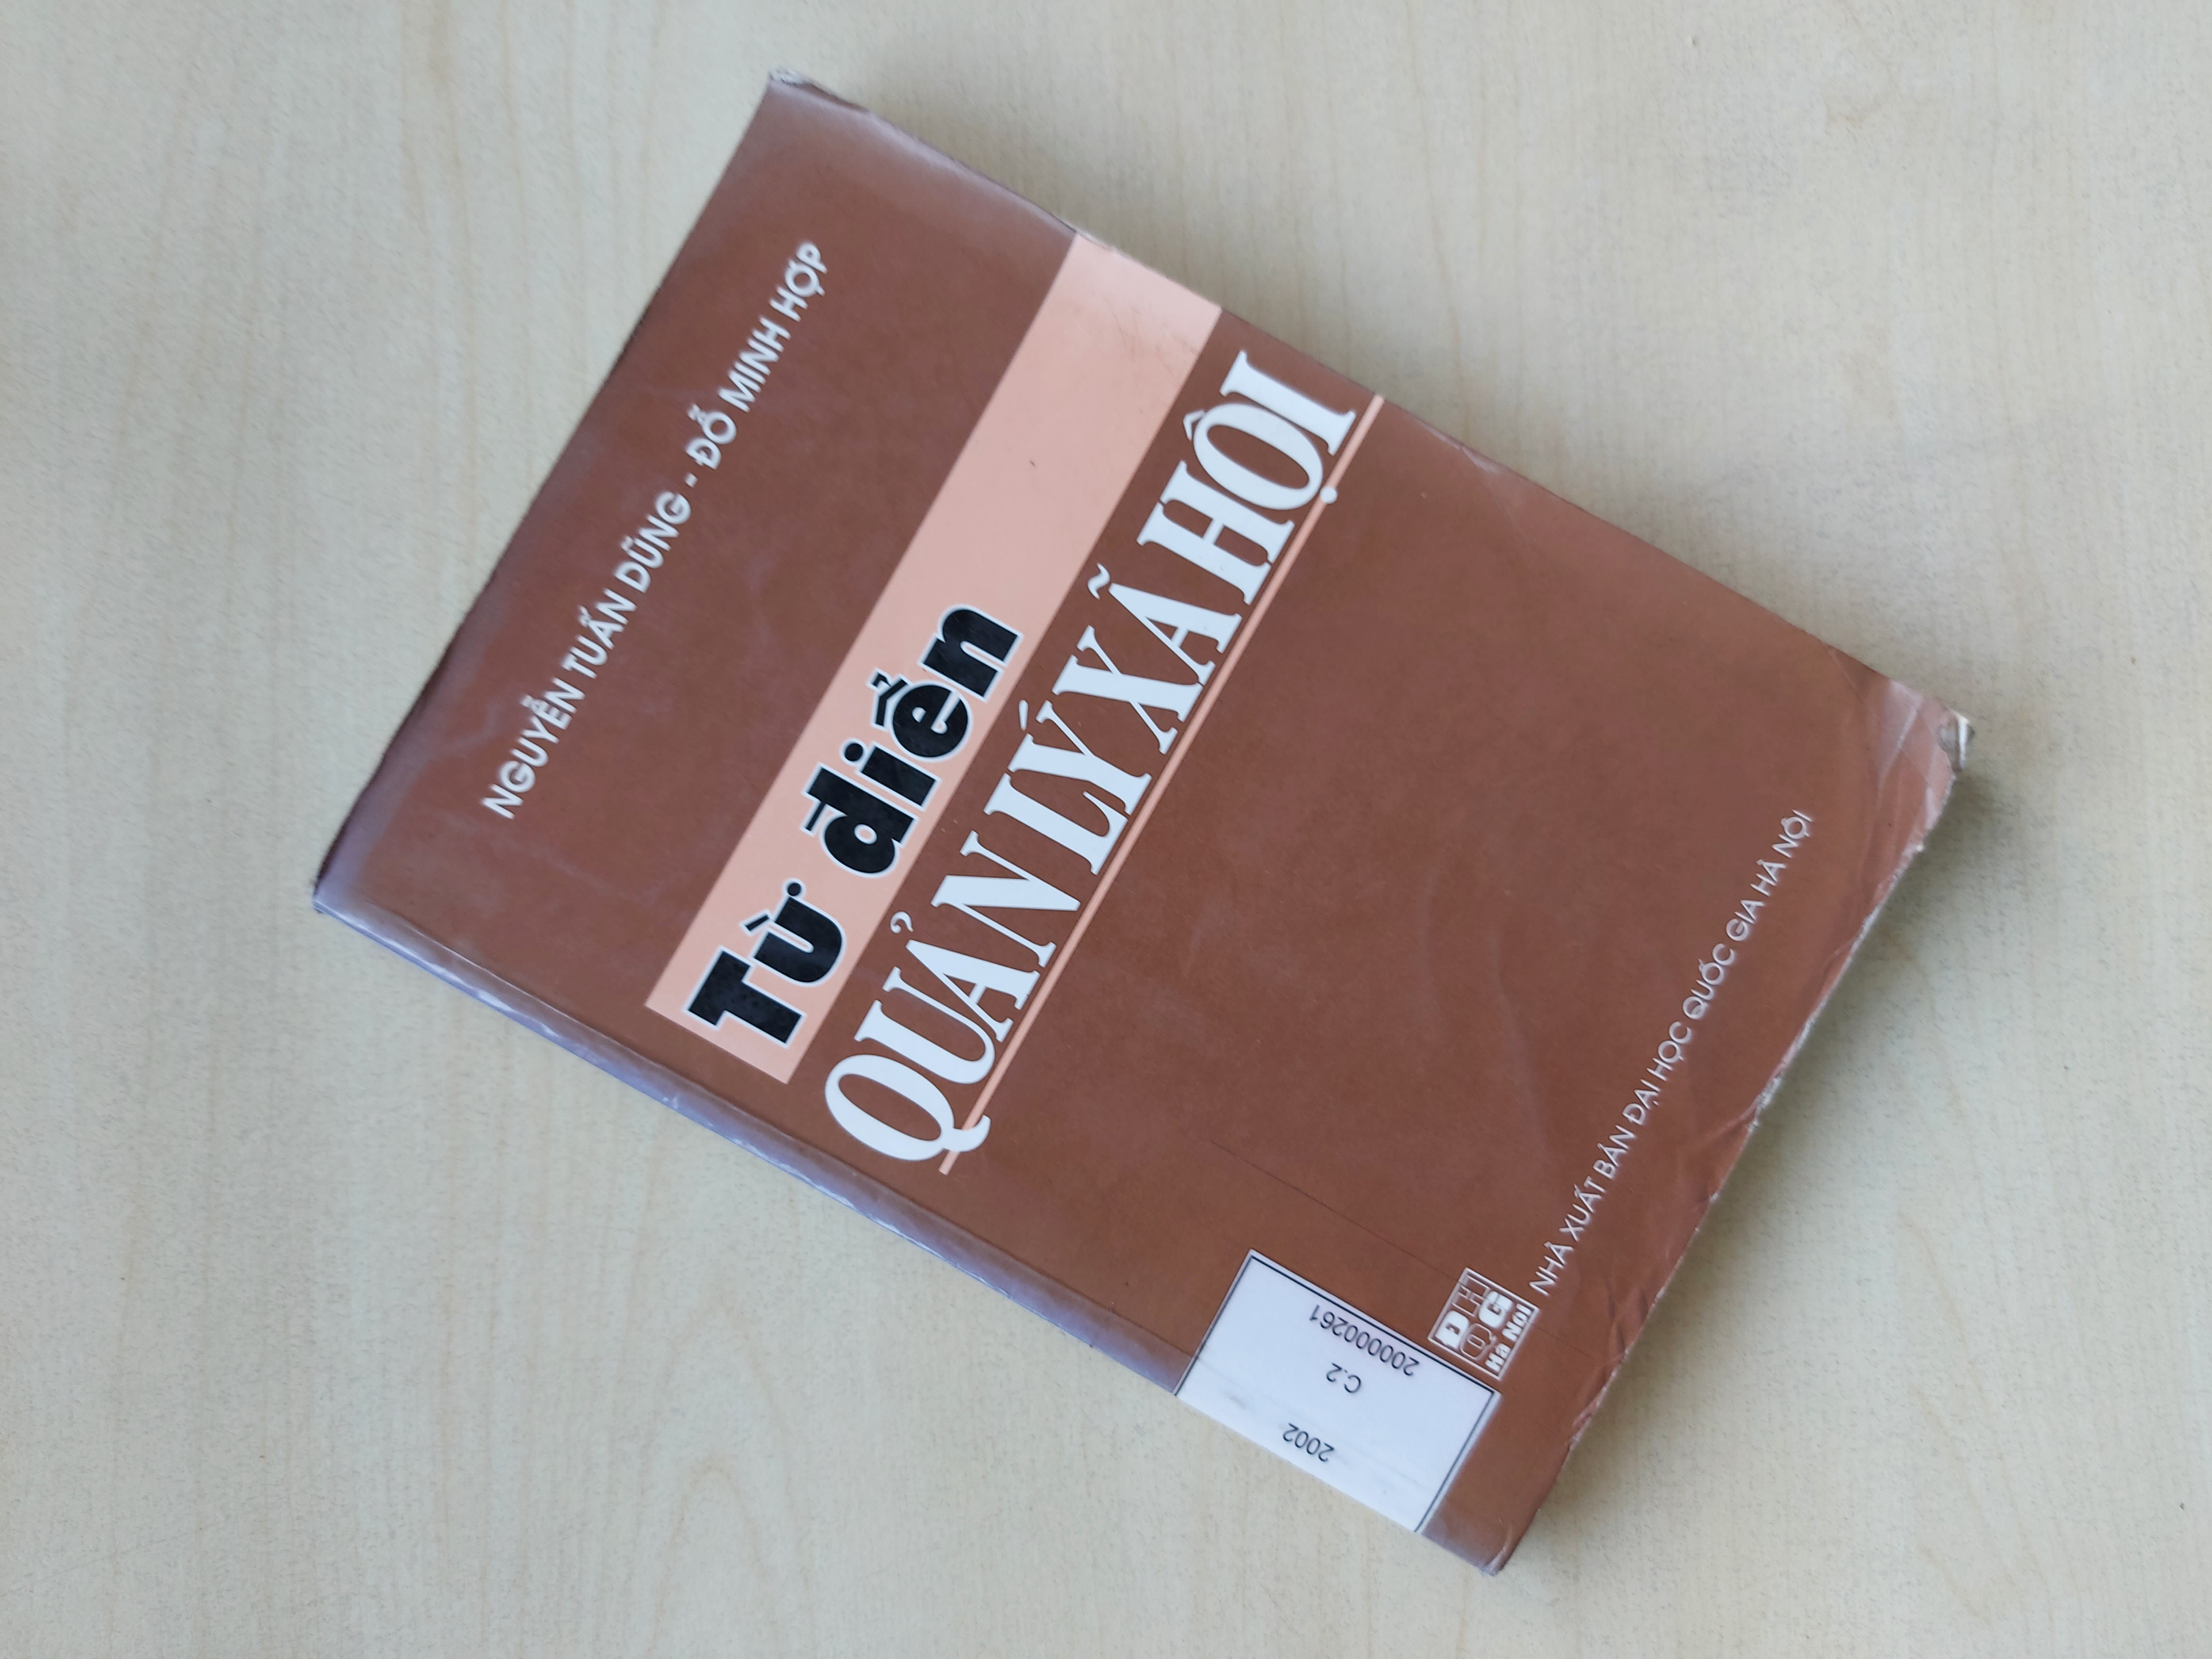 NGUYỄN TUẤN DŨNG - ĐỖ MINH HỢP
Từ điển
QUẢN LÝ XÃ HỘI
2002
C.2
200000261
ĐH
QG
Hà Nội
NHÀ XUẤT BẢN ĐẠI HỌC QUỐC GIA HÀ NỘI